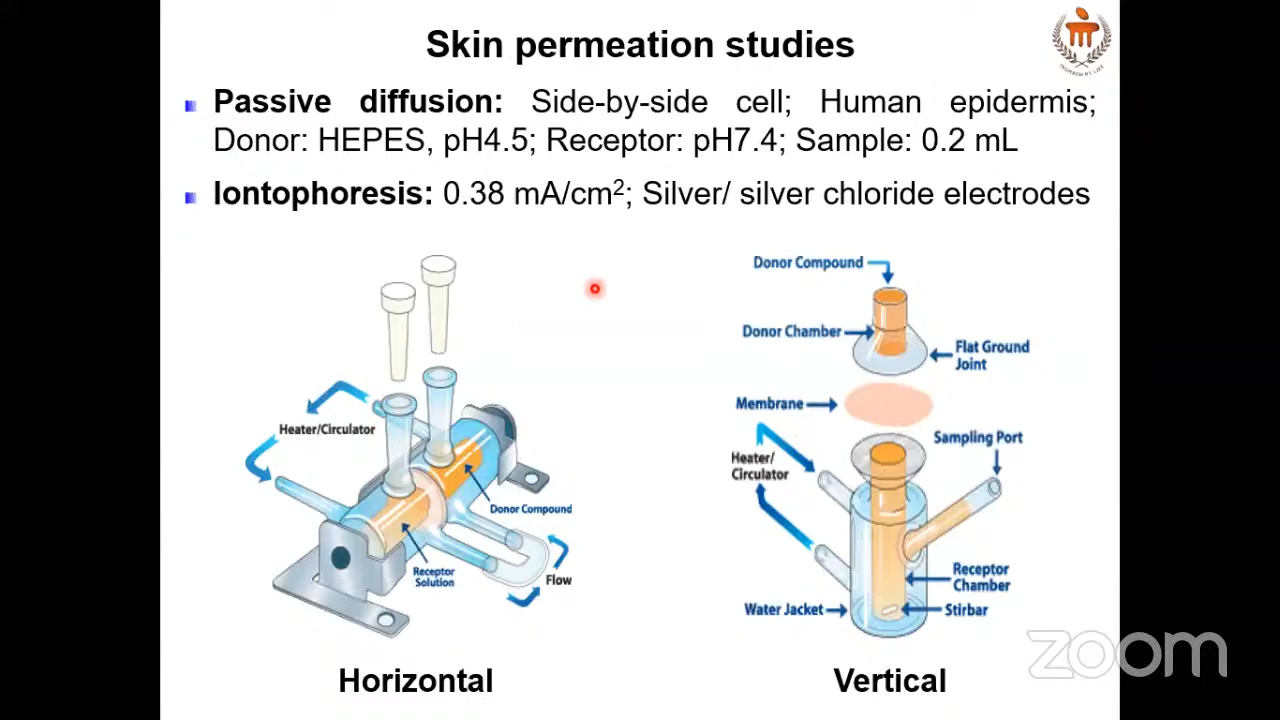 Skin permeation studies
INSPIRED BY LIFE
Passive diffusion: Side-by-side cell; Human epidermis;
Donor: HEPES, pH4.5; Receptor: pH7.4; Sample: 0.2 mL
Iontophoresis: 0.38 mA/cm²; Silver/ silver chloride electrodes
Heater/Circulator
Donor Compound
Receptor
Solution
Flow
Horizontal
Donor Compound
Donor Chamber
Flat Ground
Joint
Membrane
Sampling Port
Heater/
Circulator
Receptor
Chamber
Water Jacket
Stirbar
Vertical
zoom